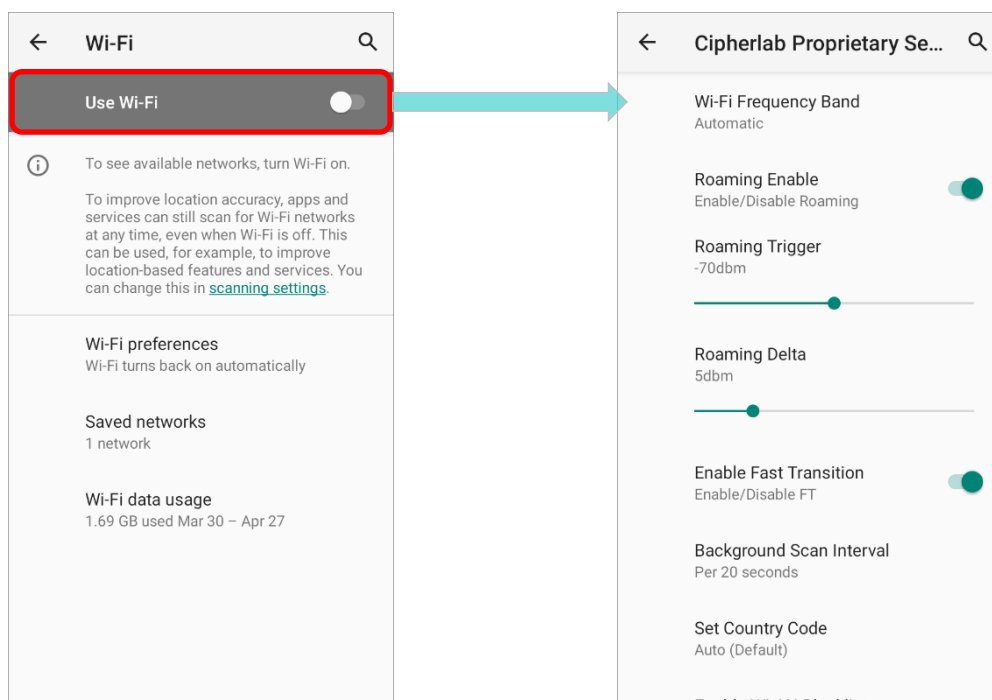 Wi-Fi
Use Wi-Fi
To see available networks, turn Wi-Fi on.
To improve location accuracy, apps and
services can still scan for Wi-Fi networks
at any time, even when Wi-Fi is off. This
can be used, for example, to improve
location-based features and services. You
can change this in scanning settings.
Wi-Fi preferences
Wi-Fi turns back on automatically
Saved networks
1 network
Wi-Fi data usage
1.69 GB used Mar 30 – Apr 27
Cipherlab Proprietary Se...
Wi-Fi Frequency Band
Automatic
Roaming Enable
Enable/Disable Roaming
Roaming Trigger
-70dbm
Roaming Delta
5dbm
Enable Fast Transition
Enable/Disable FT
Background Scan Interval
Per 20 seconds
Set Country Code
Auto (Default)